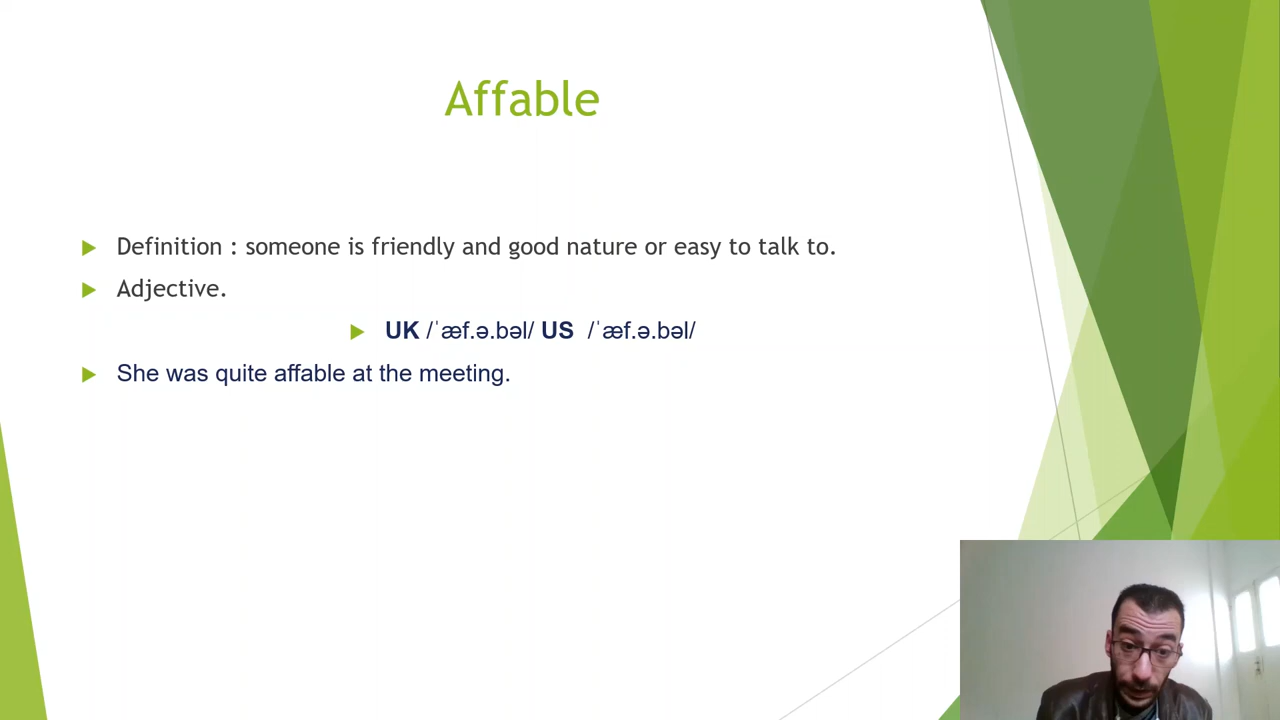 Affable
Definition : someone is friendly and good nature or easy to talk to.
Adjective.
UK /ˈæf.ə.bəl/ US /ˈæf.ə.bəl/
She was quite affable at the meeting.